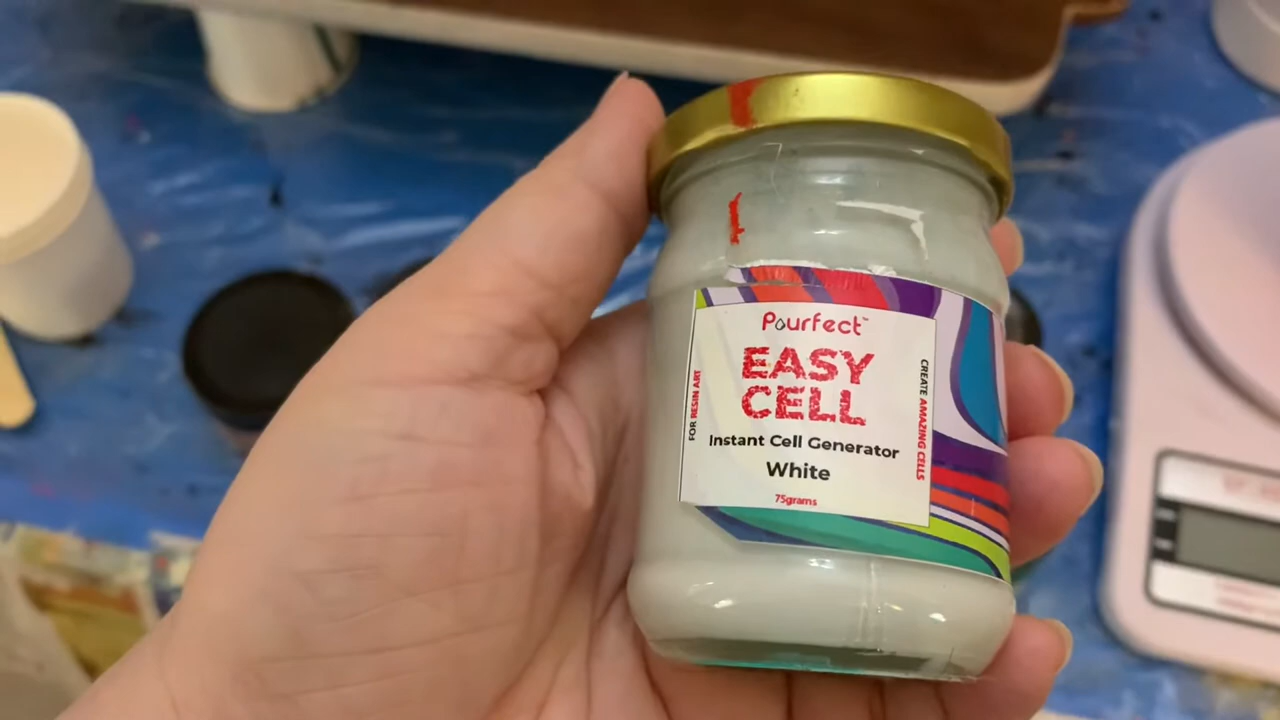 Pourfect™
EASY
CELL
Instant Cell Generator
White
75grams
FOR RESIN ART
CREATE AMAZING CELLS